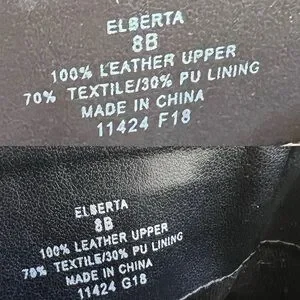 ELBERTA
8B
100% LEATHER UPPER
70% TEXTILE/30% PU LINING
MADE IN CHINA
11424 F18
ELBERTA
8B
100% LEATHER UPPER
70% TEXTILE/30% PU LINING
MADE IN CHINA
11424 G18